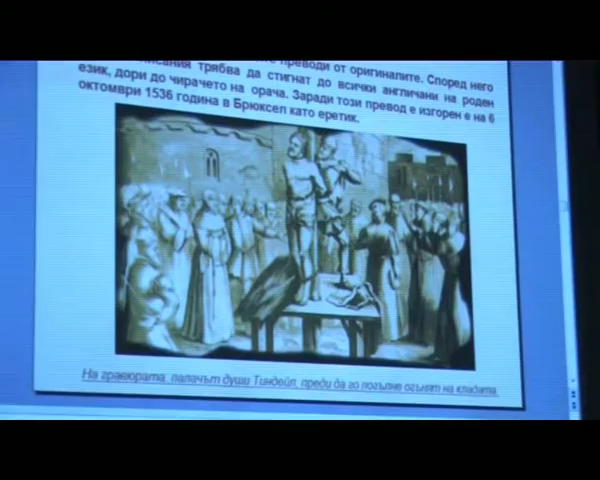 преводи от оригиналите. Според него
трябва да стигнат до всички англичани на роден
език, дори до чирачето на орача. Заради този превод е изгорен е на 6
октомври 1536 година в Брюксел като еретик.
На гравюрата, палачът души Тиндейл, преди да го погълне огънят на кладата.